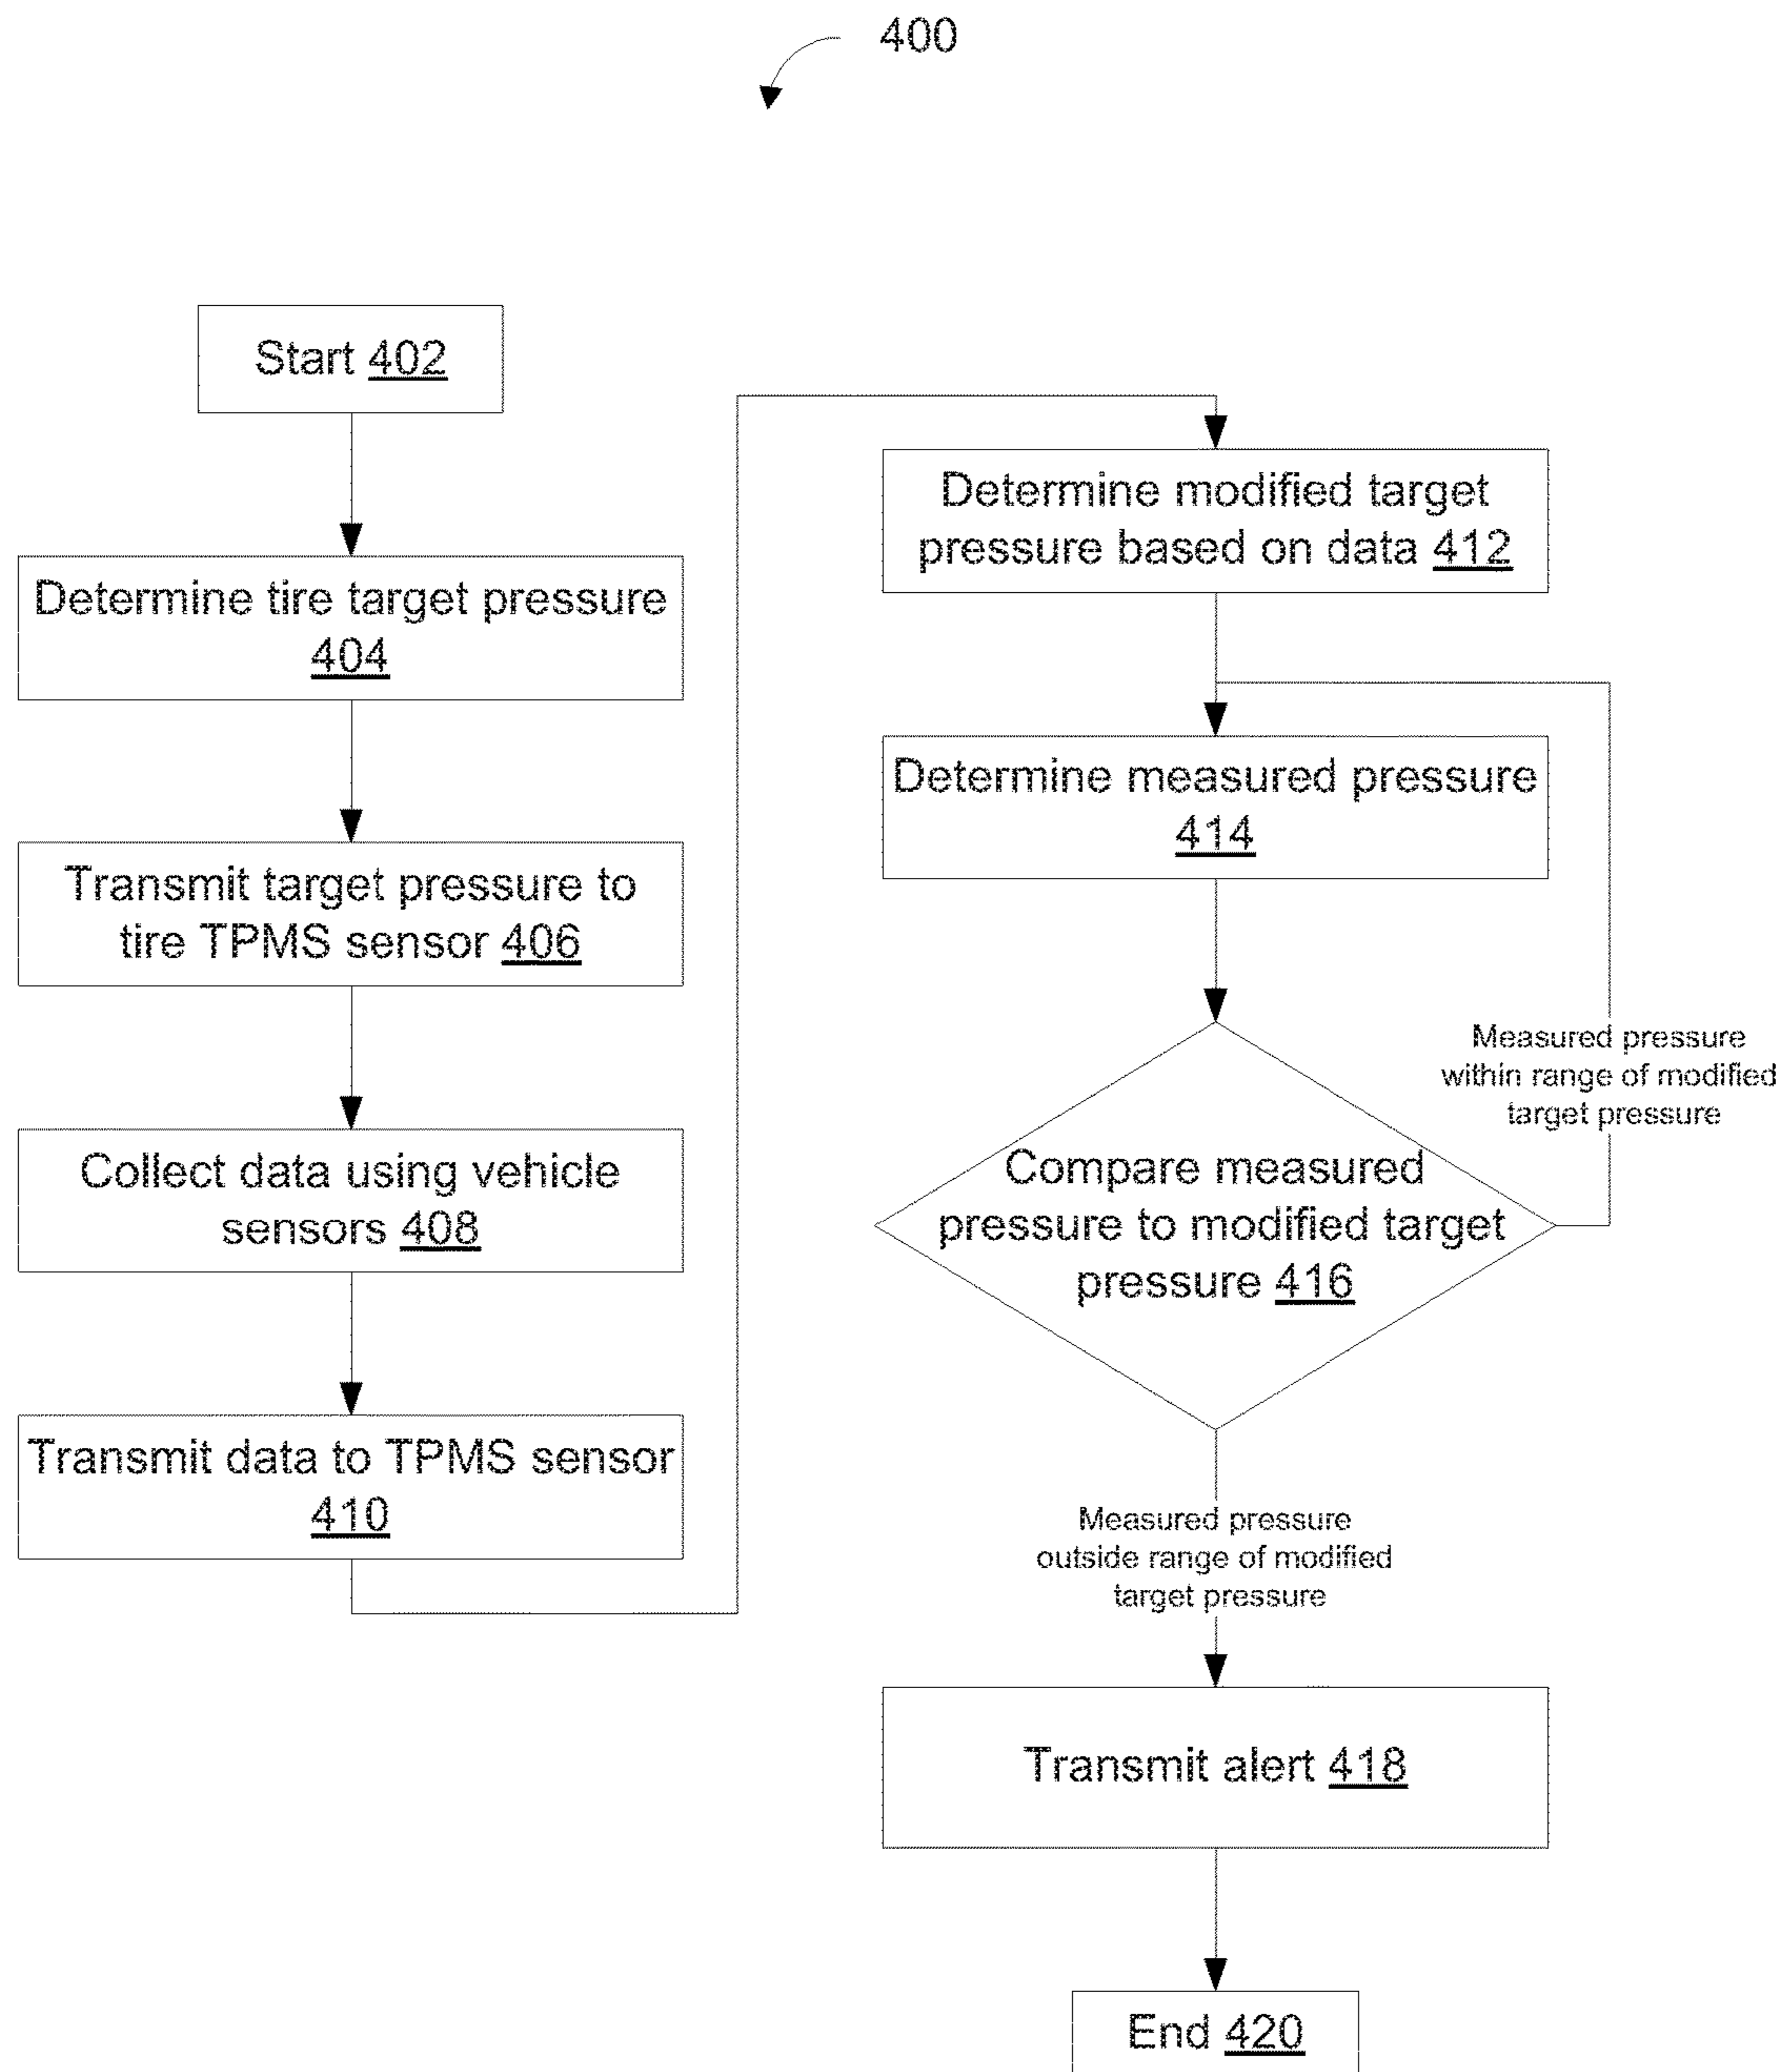 400
Start 402
Determine tire target pressure
404
Transmit target pressure to
tire TPMS sensor 406
Collect data using vehicle
sensors 408
Transmit data to TPMS sensor
410
Determine modified target
pressure based on data 412
Determine measured pressure
414
Measured pressure
within range of modified
target pressure
Compare measured
pressure to modified target
pressure 416
Measured pressure
outside range of modified
target pressure
Transmit alert 418
End 420